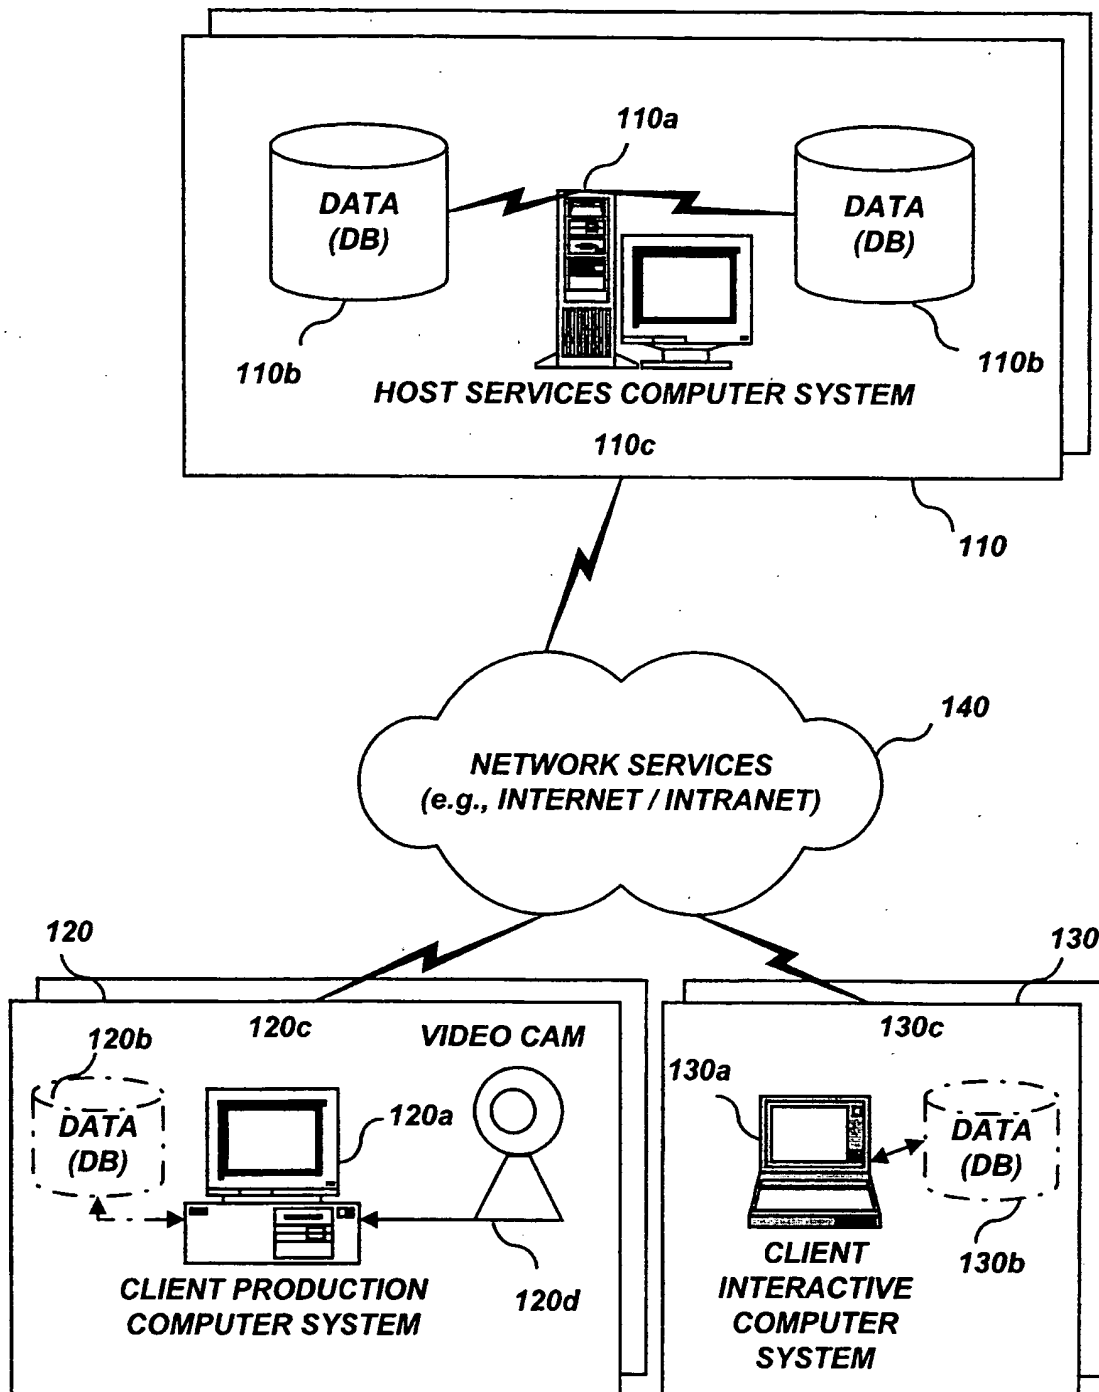 110a
DATA
(DB)
DATA
(DB)
110b
110b
HOST SERVICES COMPUTER SYSTEM
110c
110
140
NETWORK SERVICES
(e.g., INTERNET / INTRANET)
120
130
120c
130c
120b
VIDEO CAM
130a
120a
DATA
(DB)
DATA
(DB)
CLIENT PRODUCTION
COMPUTER SYSTEM
120d
CLIENT
INTERACTIVE
COMPUTER
SYSTEM
130b